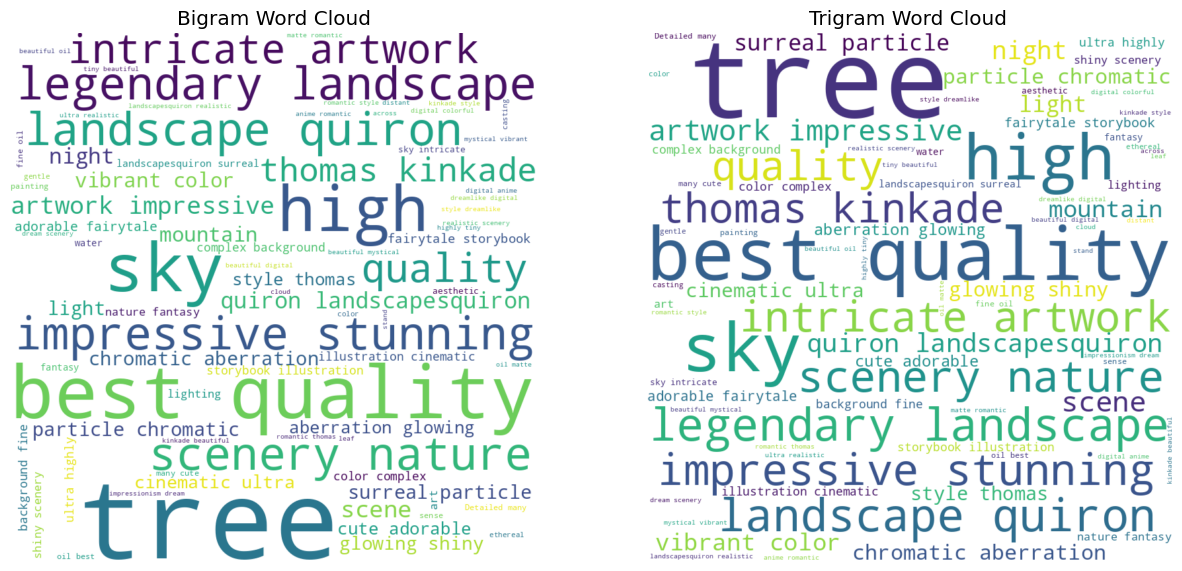 Bigram Word Cloud
matte romantic
intricate artwork
beautiful oil
tiny beautiful
legendary landscape
landscapesquiron realistic
romantic style
distant
kinkade style
digital colorful
ultra realistic
anime romantic
across
casting
landscape quiron
mystical vibrant
fine oil
night
sky intricate
landscapesquiron surreal
thomas kinkade
gentle
vibrant color
painting
high
digital anime
dreamlike digital
artwork impressive
style dreamlike
adorable fairytale
realistic scenery
highly tiny
dream scenery
mountain
fairytale storybook
water
complex background
beautiful mystical
sky
beautiful digital
quality
style thomas
cloud
aesthetic
light
nature fantasy
quiron landscapesquiron
color
stand
impressive stunning
chromatic aberration
illustration cinematic
oil matte
fantasy
storybook illustration
best quality
lighting
particle chromatic
aberration glowing
background fine
kinkade beautiful
romantic thomas
leaf
scenery nature
ultra highly
many cute
color complex
cinematic ultra
impressionism dream
surreal particle
shiny scenery
tree
art
Detailed many
scene
sense
cute adorable
ethereal
glowing shiny
oil best
Trigram Word Cloud
Detailed many
surreal particle
night
ultra highly
shiny scenery
color
tree
particle chromatic
aesthetic
digital colorful
style dreamlike
light
kinkade style
artwork impressive
fairytale storybook
fantasy
complex background
realistic scenery
water
high
ethereal
across
leaf
quality
tiny beautiful
many cute
color complex
landscapesquiron surreal
lighting
thomas kinkade
dreamlike digital
mountain
beautiful digital
distant
gentle
painting
aberration glowing
cloud
best quality
beautiful oil
highly tiny
stand
casting
cinematic ultra
glowing shiny
art
oil matte
fine oil
romantic style
intricate artwork
sky
quiron landscapesquiron
impressionism dream
cute adorable
sense
sky intricate
scenery nature
adorable fairytale
background fine
scene
beautiful mystical
matte romantic
legendary landscape
kinkade beautiful
romantic thomas
storybook illustration
ultra realistic
oil best
digital anime
impressive stunning
dream scenery
illustration cinematic
style thomas
landscape quiron
mystical vibrant
vibrant color
nature fantasy
landscapesquiron realistic
anime romantic
chromatic aberration